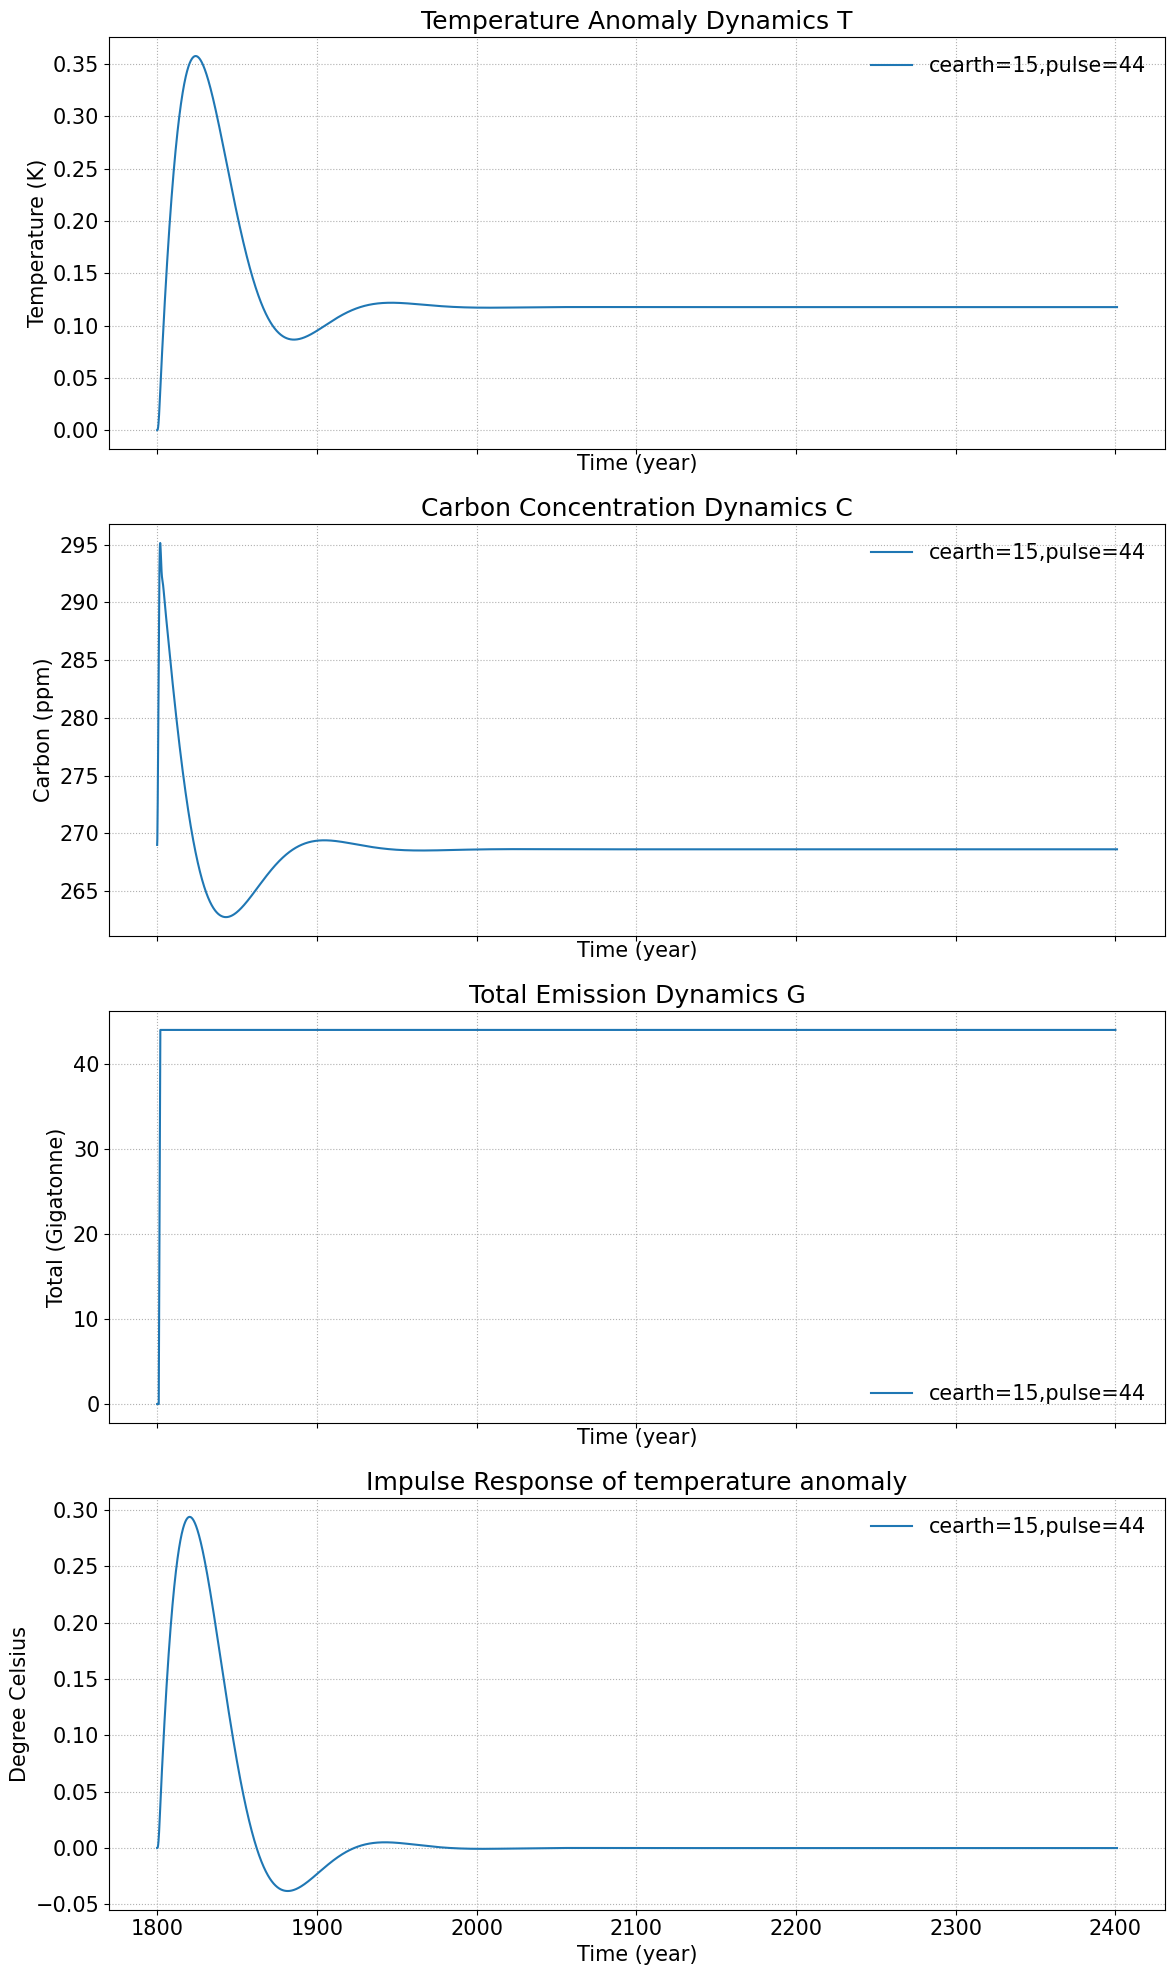 Temperature Anomaly Dynamics T
cearth=15,pulse=44
Temperature (K)
0.35
0.30
0.25
0.20
0.15
0.10
0.05
0.00
Time (year)
Carbon Concentration Dynamics C
cearth=15,pulse=44
Carbon (ppm)
295
290
285
280
275
270
265
Time (year)
Total Emission Dynamics G
Total (Gigatonne)
40
30
20
10
0
cearth=15,pulse=44
Time (year)
Impulse Response of temperature anomaly
cearth=15,pulse=44
Degree Celsius
0.30
0.25
0.20
0.15
0.10
0.05
0.00
−0.05
1800 1900 2000 2100 2200 2300 2400
Time (year)